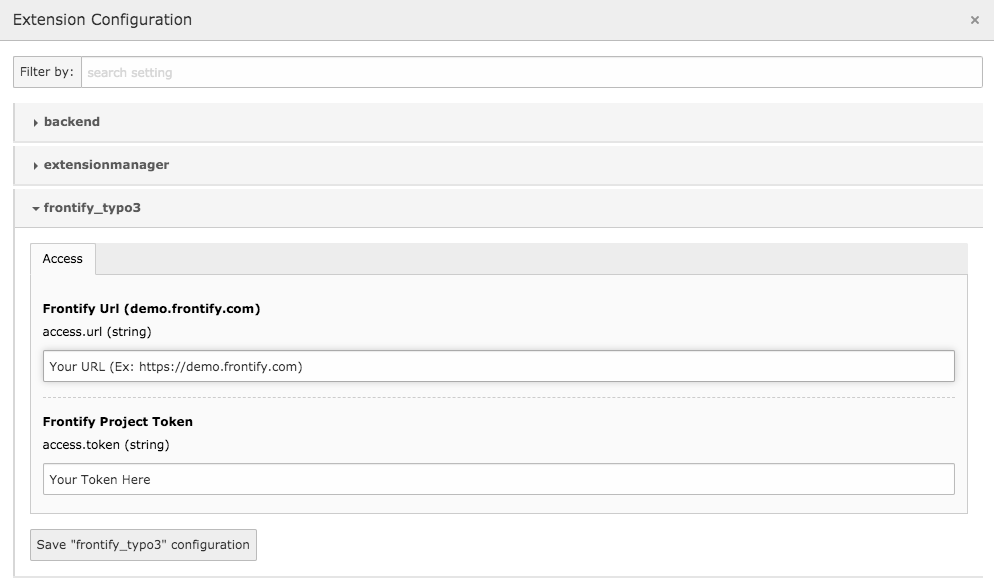 Extension Configuration ×
Filter by: search setting
backend
extensionmanager
frontify_typo3
Access
Frontify Url (demo.frontify.com)
access.url (string)
Your URL (Ex: https://demo.frontify.com)
Frontify Project Token
access.token (string)
Your Token Here
Save "frontify_typo3" configuration